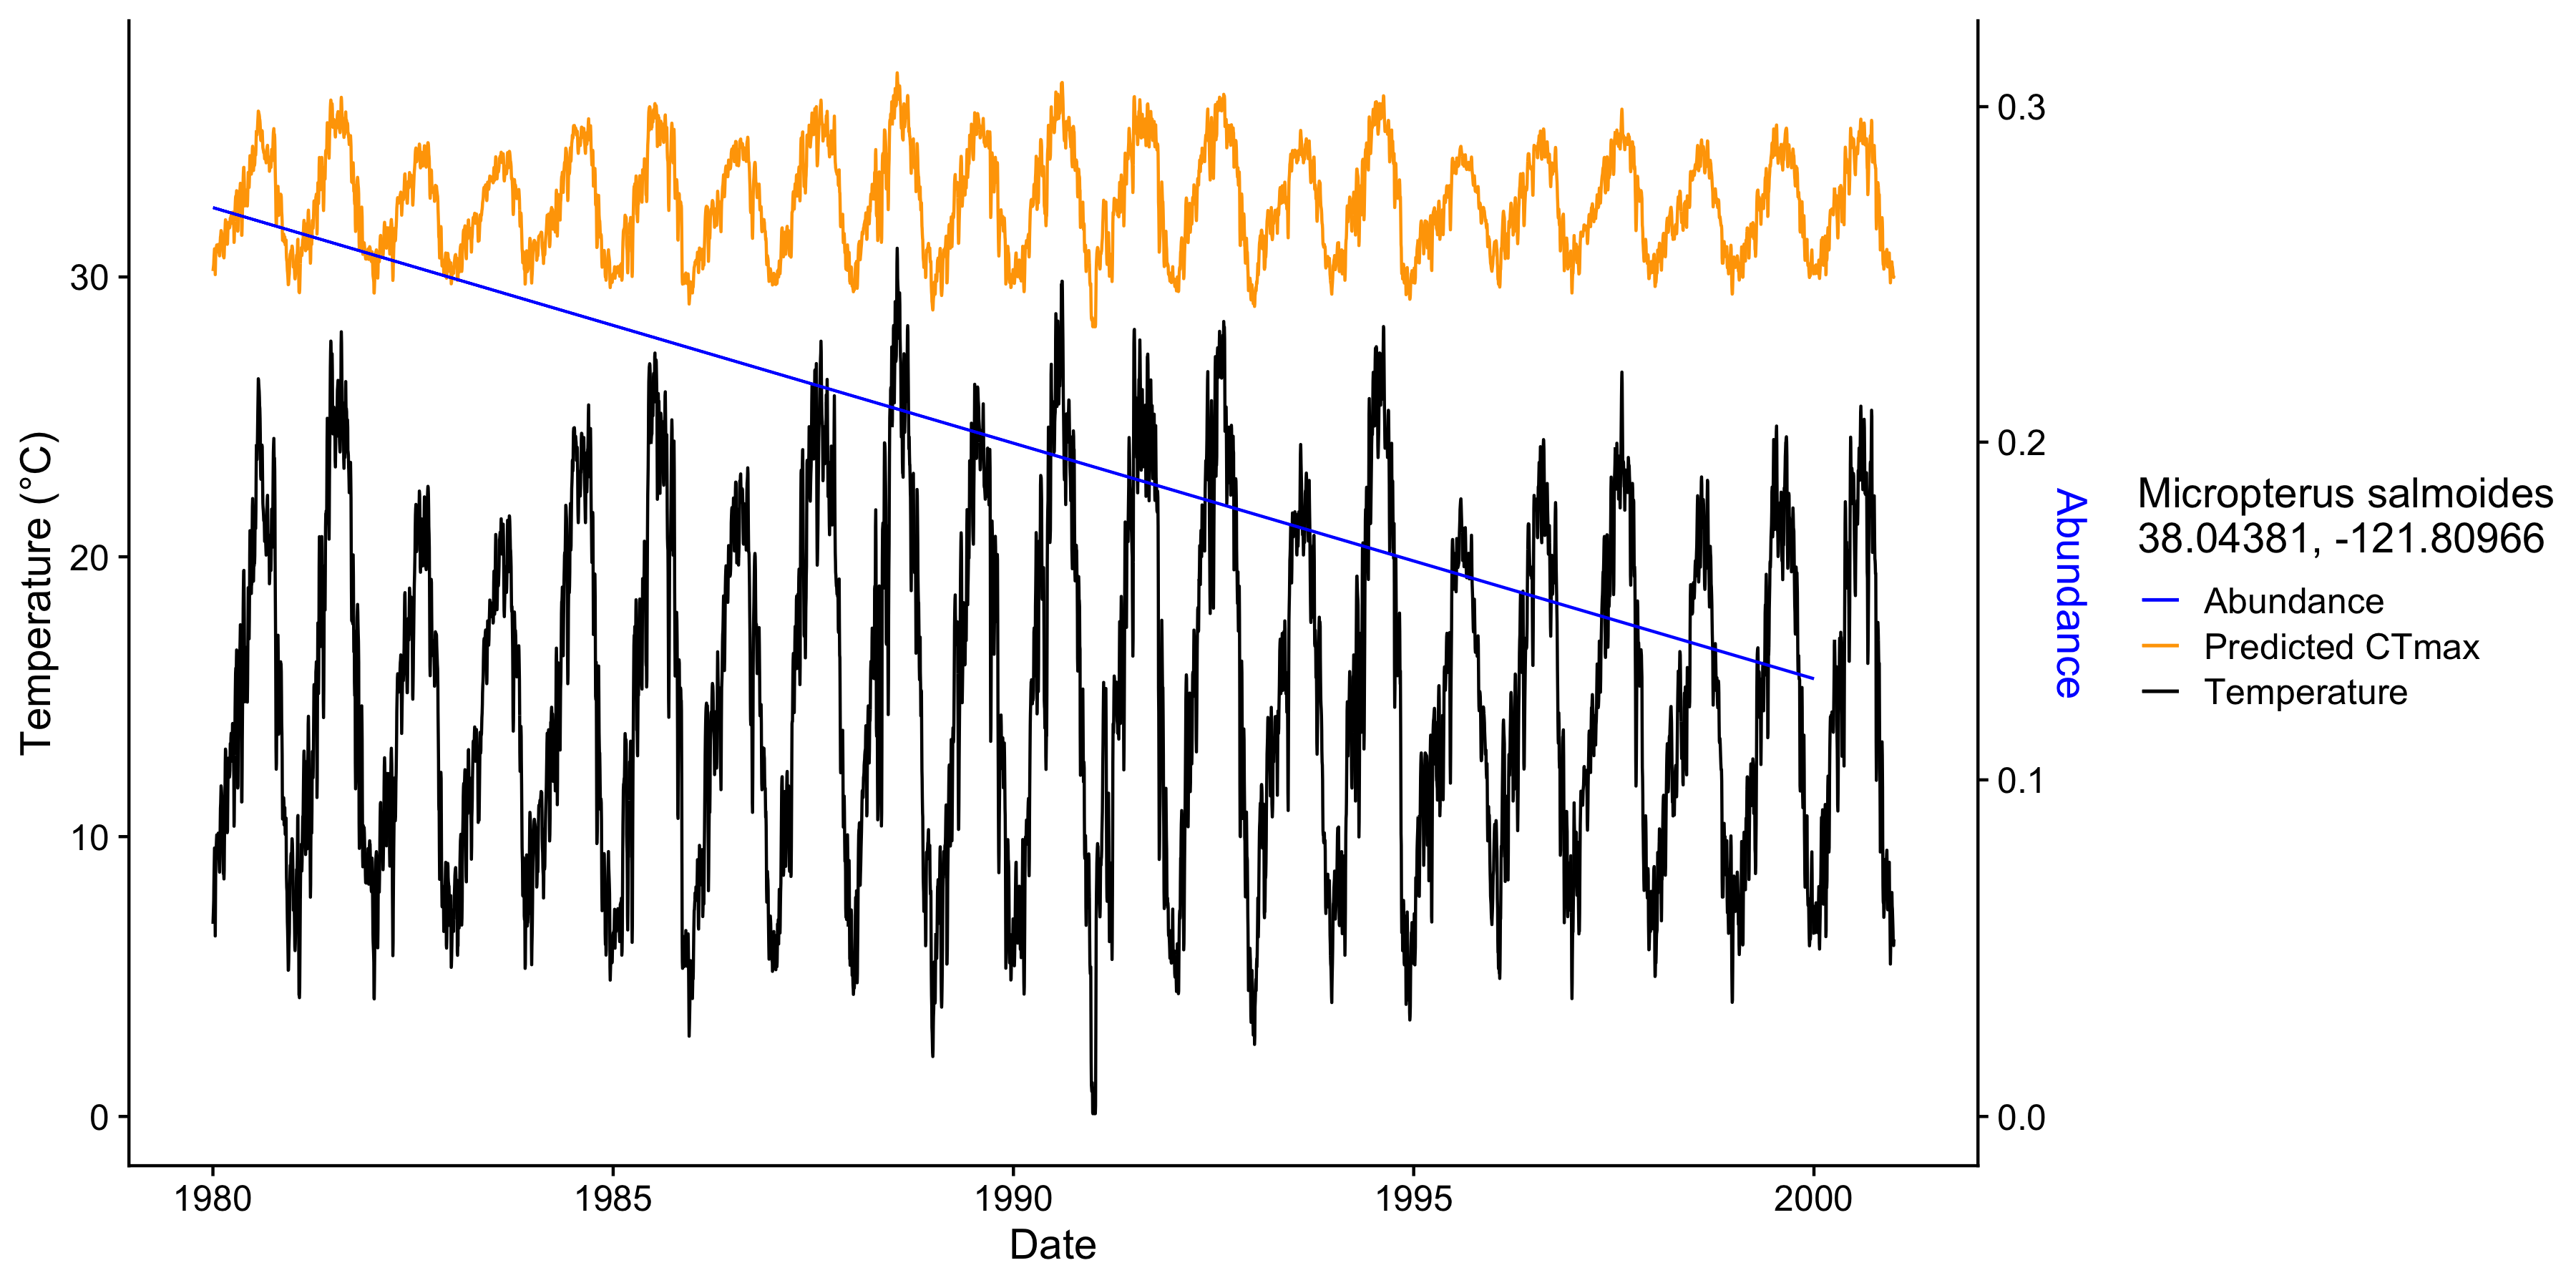 Temperature (°C)
30
20
10
0
1980
1985
1990
1995
2000
Date
0.3
0.2
0.1
0.0
Abundance
Micropterus salmoides
38.04381, -121.80966
Abundance
Predicted CTmax
Temperature